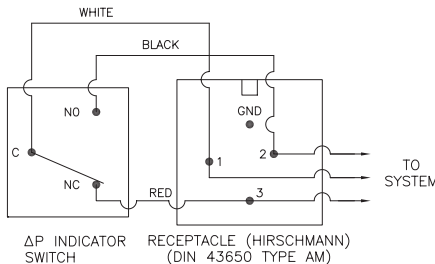 WHITE
BLACK
NO
GND
C
1
2
TO
SYSTEM
NC
RED
3
ΔP INDICATOR
SWITCH
RECEPTACLE (HIRSCHMANN)
(DIN 43650 TYPE AM)